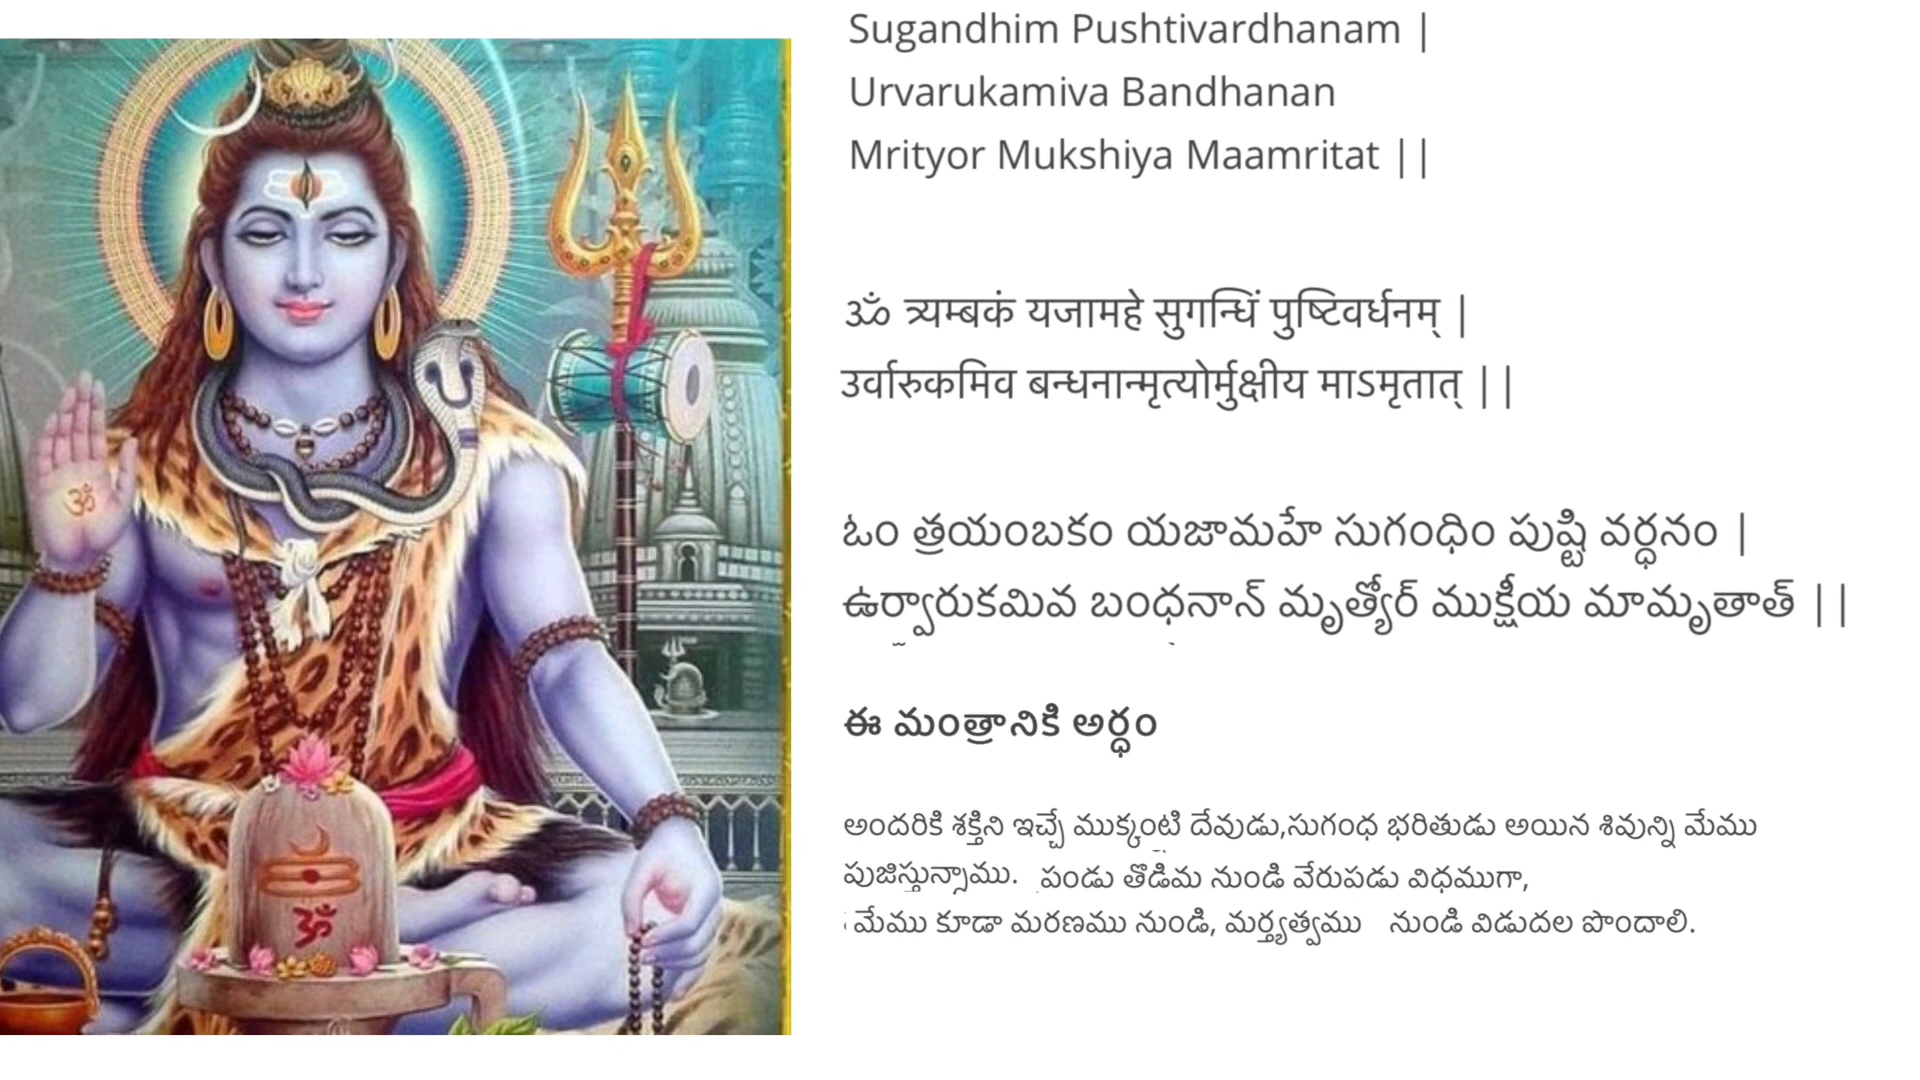 Sugandhim Pushtivardhanam |
Urvarukamiva Bandhanan
Mrityor Mukshiya Maamritat ||
ॐ त्र्यम्बकं यजामहे सुगन्धिं पुष्टिवर्धनम् |
उर्वारुकमिव बन्धनान्मृत्योर्मुक्षीय माऽमृतात् ||
ఓం త్రయంబకం యజామహే సుగంధిం పుష్టి వర్ధనం |
ఉర్వారుకమివ బంధనాన్ మృత్యోర్ ముక్షీయ మామృతాత్ ||
ఈ మంత్రానికి అర్ధం
అందరికి శక్తిని ఇచ్చే ముక్కంటి దేవుడు,సుగంధ భరితుడు అయిన శివున్ని మేము
పుజిస్తున్నాము. పండు తొడిమ నుండి వేరుపడు విధముగా,
మేము కూడా మరణము నుండి, మర్త్యత్వము నుండి విడుదల పొందాలి.
ॐ
ॐ